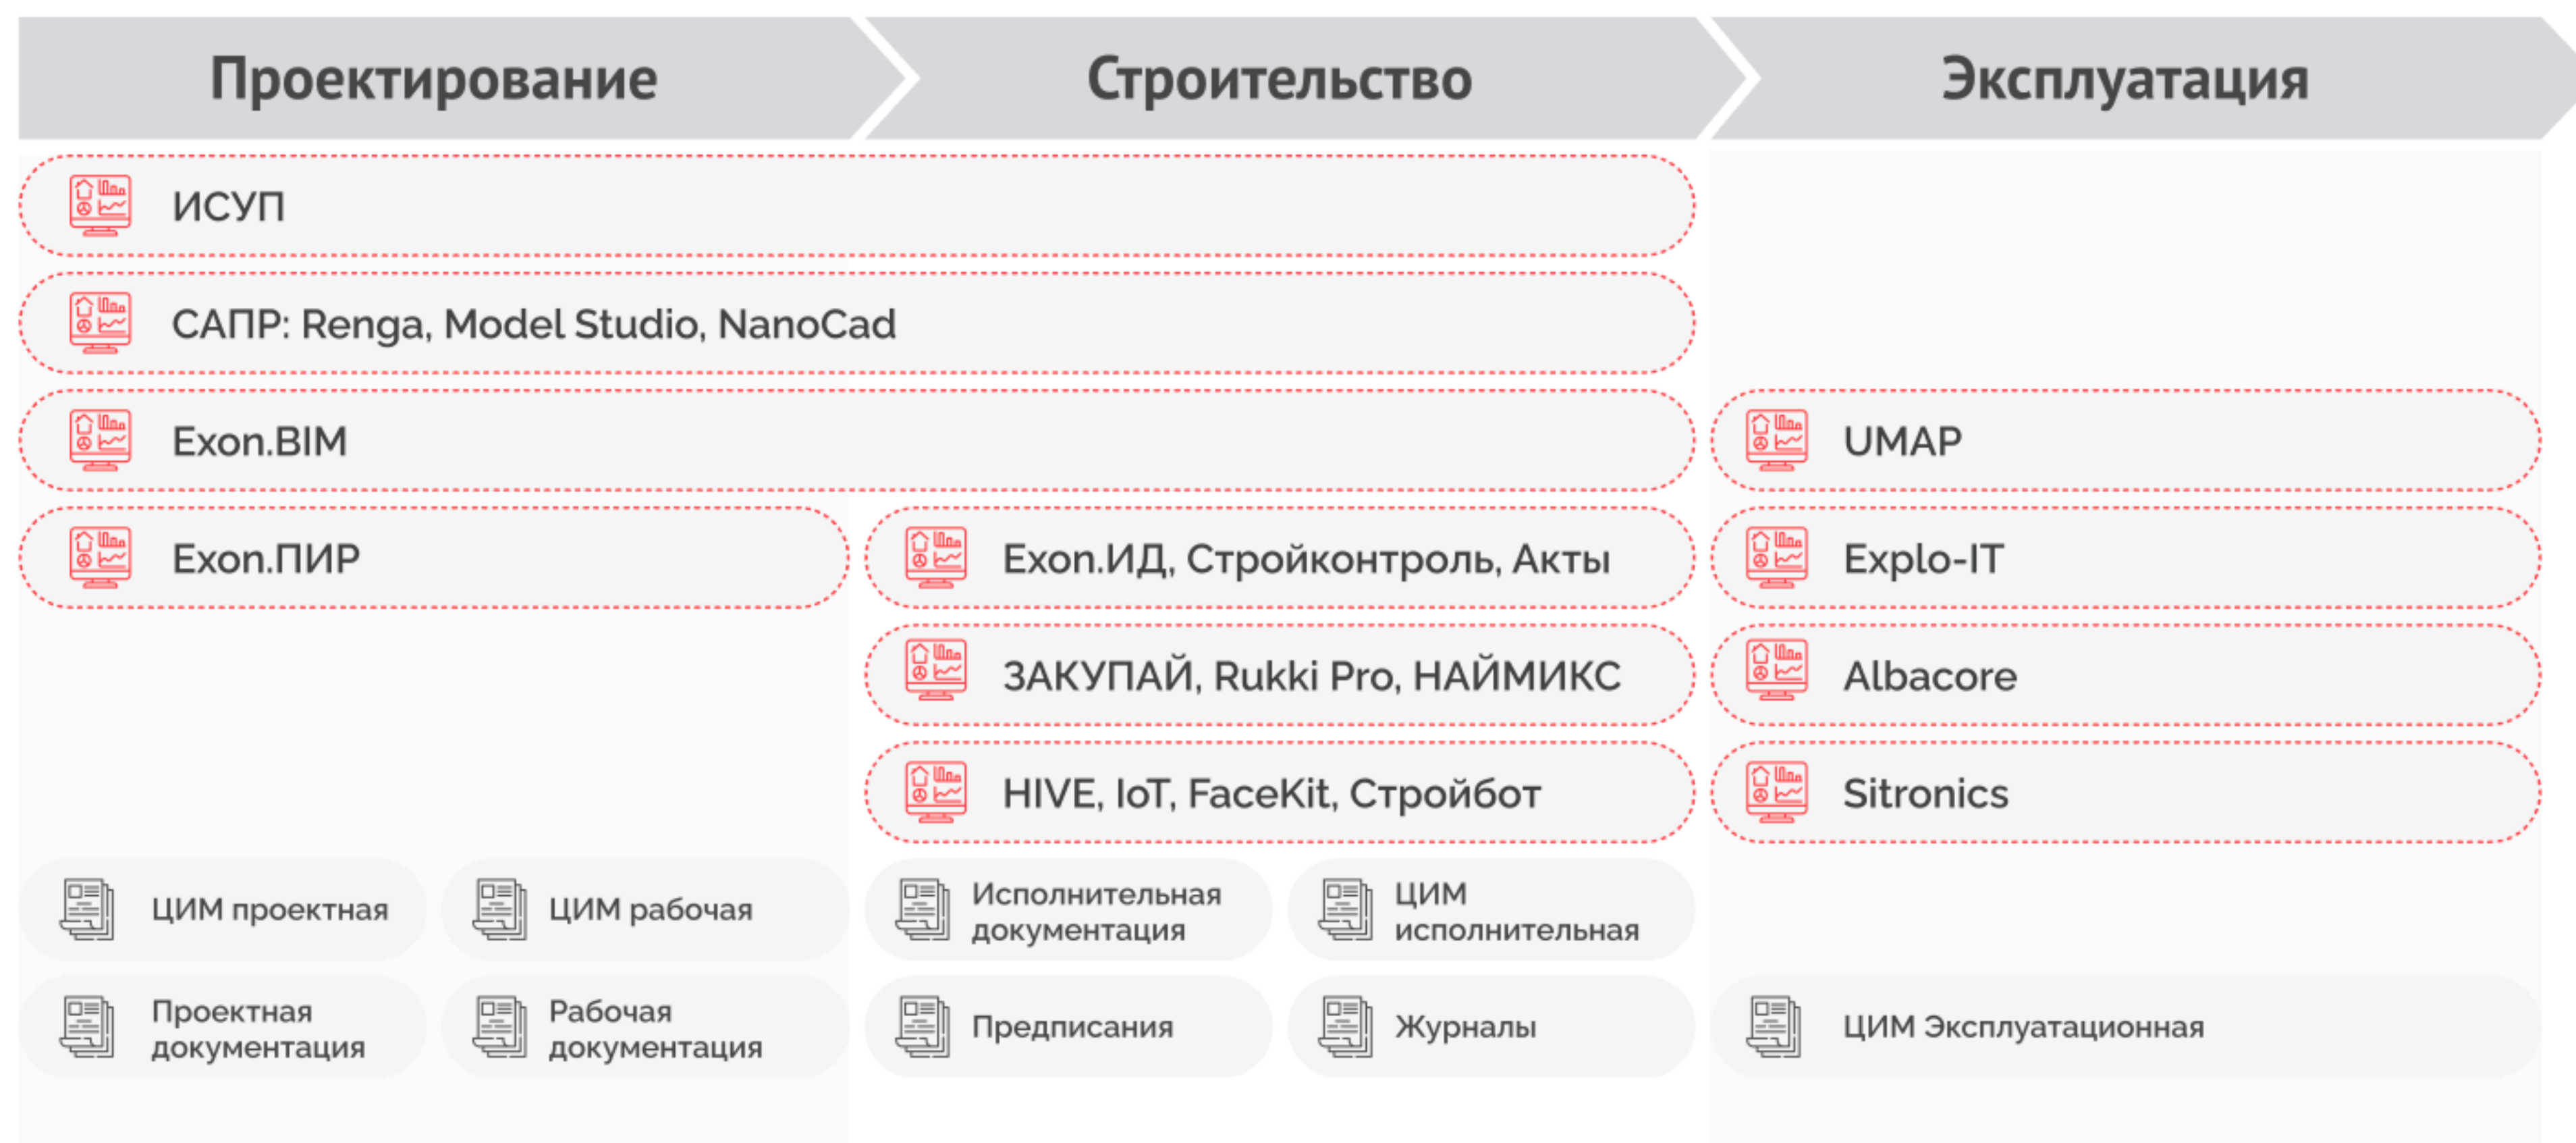 Проектирование
Строительство
Эксплуатация
ИСУП
САПР: Renga, Model Studio, NanoCad
Exon.BIM
UMAP
Exon.ПИР
Exon.ИД, Стройконтроль, Акты
Explo-IT
ЗАКУПАЙ, Rukki Pro, НАЙМИКС
Albacore
HIVE, IoT, FaceKit, Стройбот
Sitronics
ЦИМ проектная
ЦИМ рабочая
Исполнительная
документация
ЦИМ
исполнительная
Проектная
документация
Рабочая
документация
Предписания
Журналы
ЦИМ Эксплуатационная